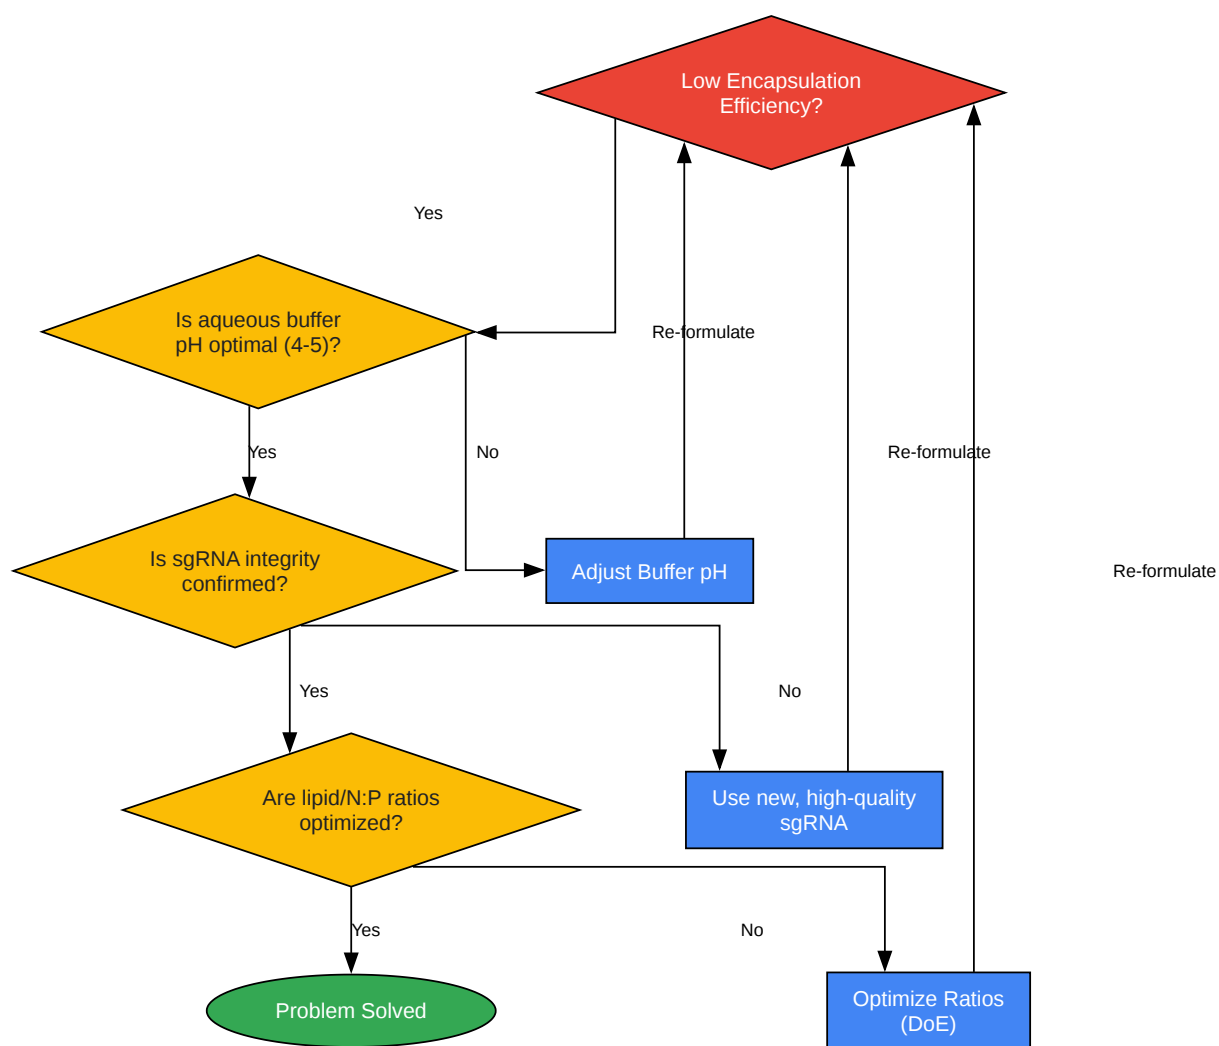 Low Encapsulation
Efficiency?
Yes
Is aqueous buffer
pH optimal (4-5)?
Re-formulate
Yes
No
Re-formulate
Is sgRNA integrity
confirmed?
Adjust Buffer pH
Re-formulate
Yes
No
Are lipid/N:P ratios
optimized?
Use new, high-quality
sgRNA
Yes
No
Problem Solved
Optimize Ratios
(DoE)